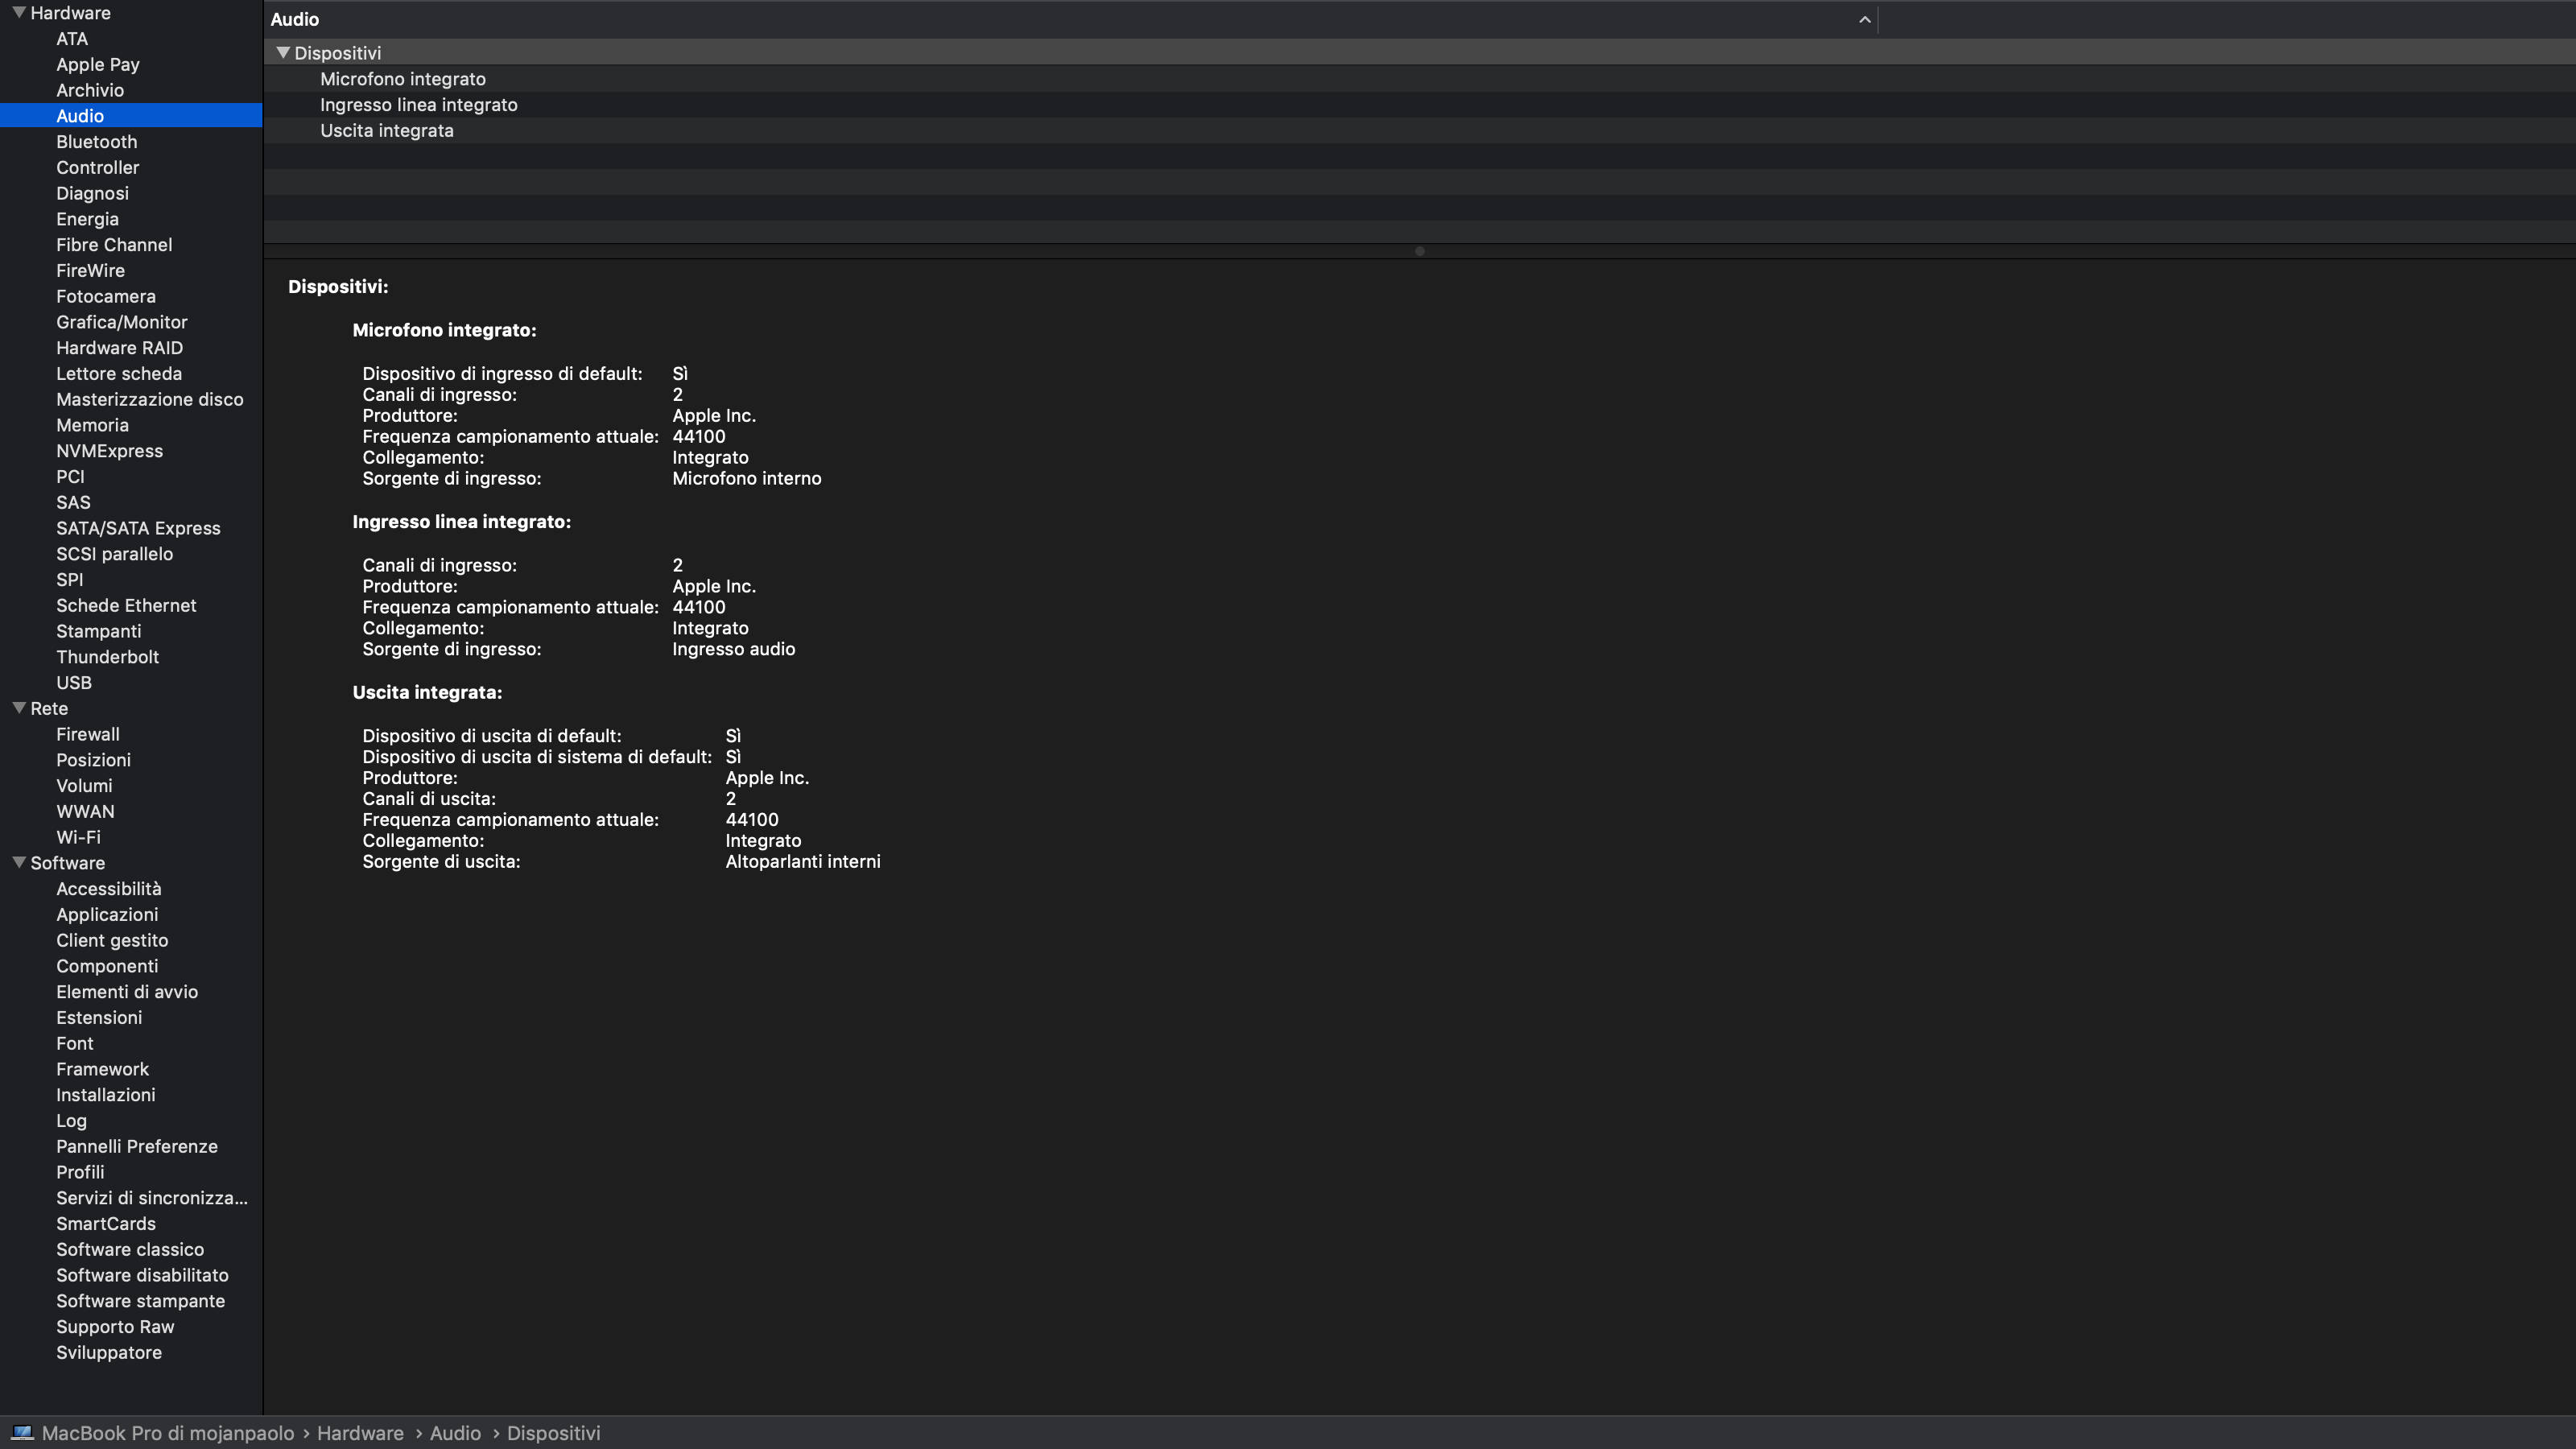 Hardware
ATA
Apple Pay
Archivio
Audio
Bluetooth
Controller
Diagnosi
Energia
Fibre Channel
FireWire
Fotocamera
Grafica/Monitor
Hardware RAID
Lettore scheda
Masterizzazione disco
Memoria
NVMExpress
PCI
SAS
SATA/SATA Express
SCSI parallelo
SPI
Schede Ethernet
Stampanti
Thunderbolt
USB
Rete
Firewall
Posizioni
Volumi
WWAN
Wi-Fi
Software
Accessibilità
Applicazioni
Client gestito
Componenti
Elementi di avvio
Estensioni
Font
Framework
Installazioni
Log
Pannelli Preferenze
Profili
Servizi di sincronizza...
SmartCards
Software classico
Software disabilitato
Software stampante
Supporto Raw
Sviluppatore
Audio
Dispositivi
Microfono integrato
Ingresso linea integrato
Uscita integrata
Dispositivi:
Microfono integrato:
Dispositivo di ingresso di default: Sì
Canali di ingresso: 2
Produttore: Apple Inc.
Frequenza campionamento attuale: 44100
Collegamento: Integrato
Sorgente di ingresso: Microfono interno
Ingresso linea integrato:
Canali di ingresso: 2
Produttore: Apple Inc.
Frequenza campionamento attuale: 44100
Collegamento: Integrato
Sorgente di ingresso: Ingresso audio
Uscita integrata:
Dispositivo di uscita di default: Sì
Dispositivo di uscita di sistema di default: Sì
Produttore: Apple Inc.
Canali di uscita: 2
Frequenza campionamento attuale: 44100
Collegamento: Integrato
Sorgente di uscita: Altoparlanti interni
MacBook Pro di mojanpaolo › Hardware › Audio › Dispositivi